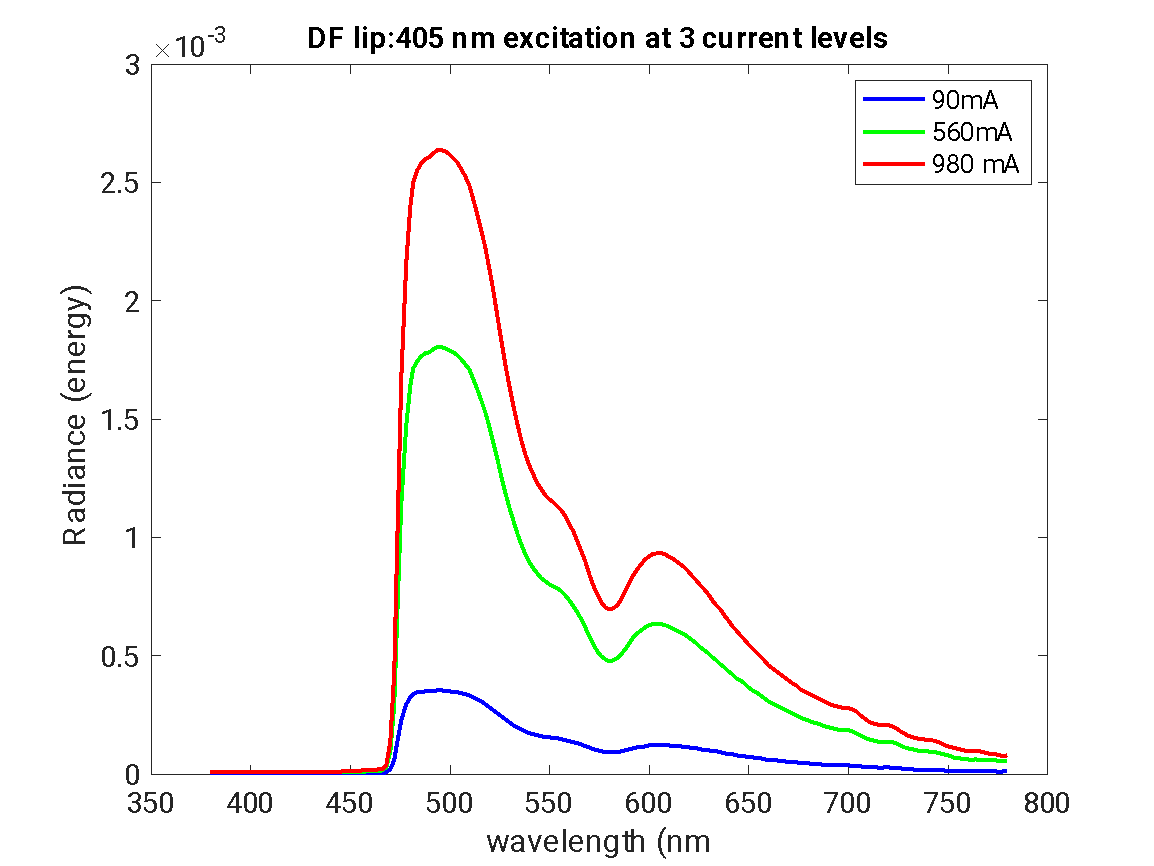 DF lip:405 nm excitation at 3 current levels
×10-3
3
2.5
2
1.5
1
0.5
0
350 400 450 500 550 600 650 700 750 800
Radiance (energy)
wavelength (nm
90mA
560mA
980 mA